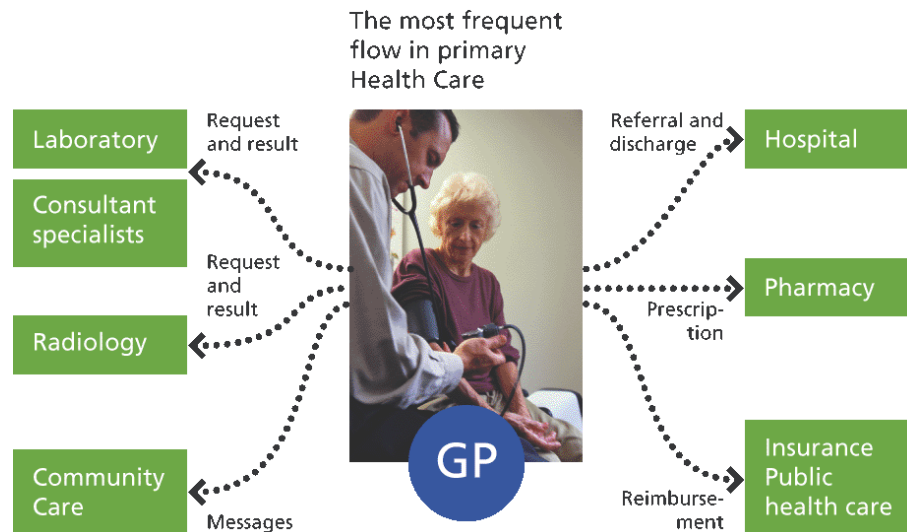 The most frequent
flow in primary
Health Care
Laboratory
Request
and result
Consultant
specialists
Request
and
result
Radiology
Community
Care
Messages
GP
Referral and
discharge
Hospital
Prescrip-
tion
Pharmacy
Reimburse-
ment
Insurance
Public
health care